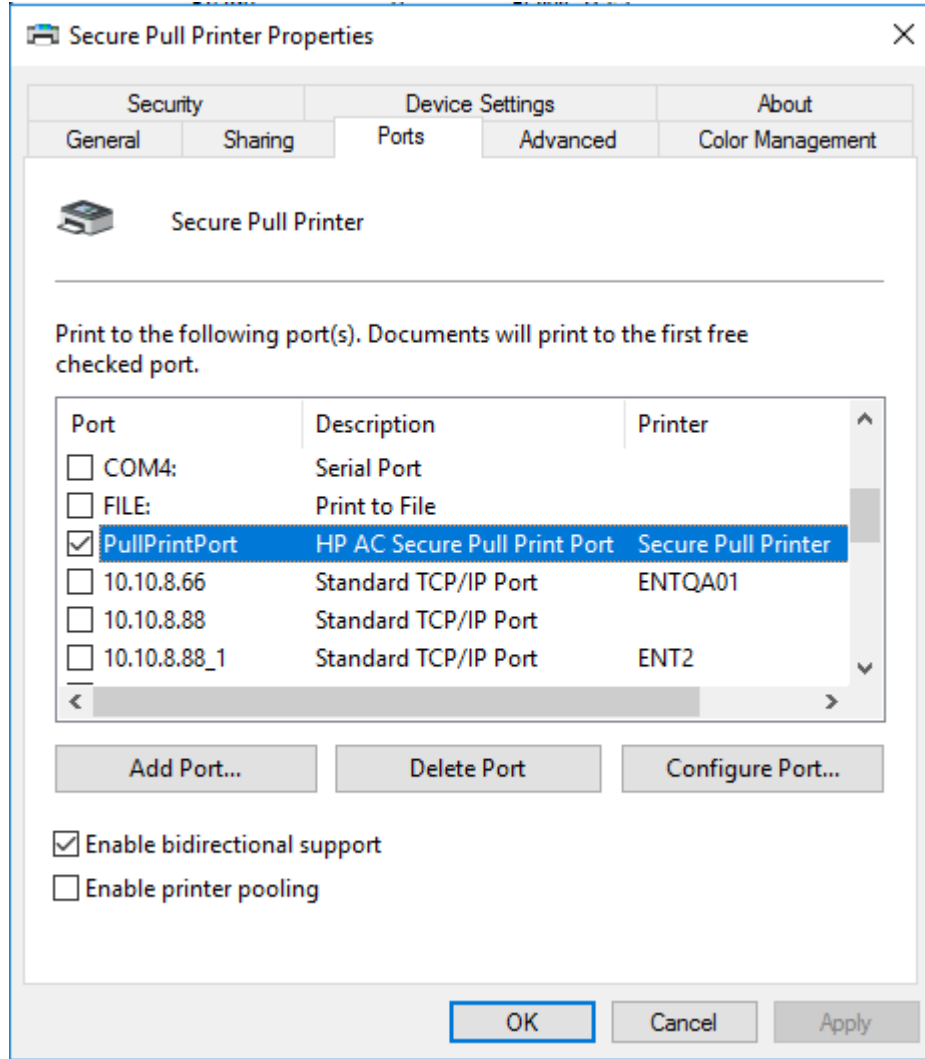 Secure Pull Printer Properties
Security Device Settings About
General Sharing Ports Advanced Color Management
Secure Pull Printer
Print to the following port(s). Documents will print to the first free
checked port.
Port Description Printer
COM4: Serial Port
FILE: Print to File
PullPrintPort HP AC Secure Pull Print Port Secure Pull Printer
10.10.8.66 Standard TCP/IP Port ENTQA01
10.10.8.88 Standard TCP/IP Port
10.10.8.88_1 Standard TCP/IP Port ENT2
Add Port... Delete Port Configure Port...
Enable bidirectional support
Enable printer pooling
OK Cancel Apply